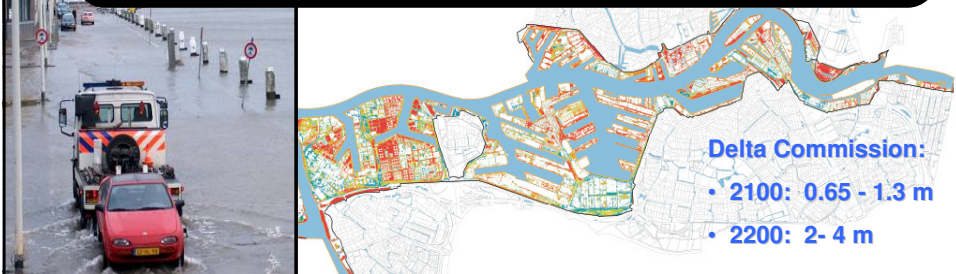 Delta Commission:
• 2100: 0.65 - 1.3 m
• 2200: 2- 4 m